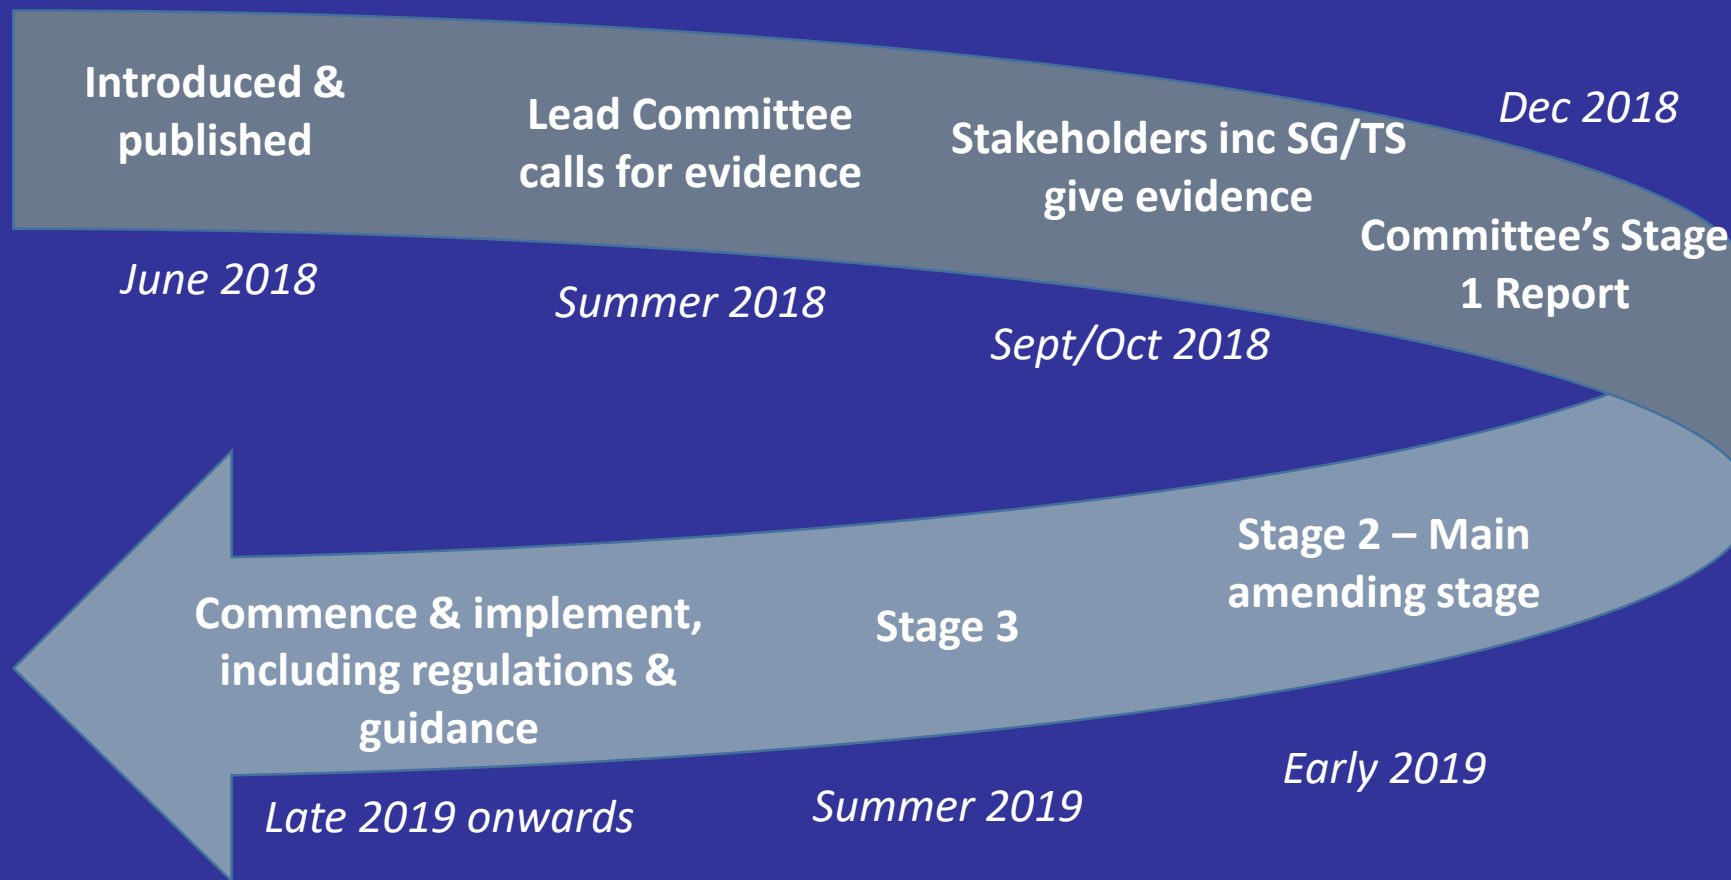 Introduced &
published
June 2018
Lead Committee
calls for evidence
Summer 2018
Stakeholders inc SG/TS
give evidence
Sept/Oct 2018
Dec 2018
Committee’s Stage
1 Report
Stage 2 – Main
amending stage
Early 2019
Stage 3
Summer 2019
Commence & implement,
including regulations &
guidance
Late 2019 onwards